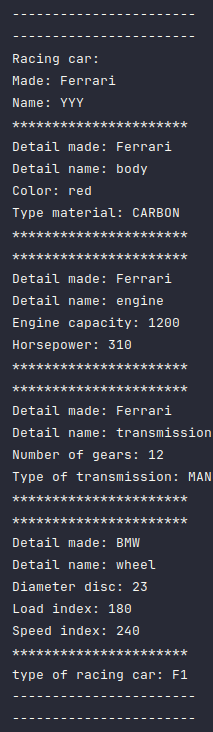 -----------------------
-----------------------
Racing car:
Made: Ferrari
Name: YYY
**********************
Detail made: Ferrari
Detail name: body
Color: red
Type material: CARBON
**********************
**********************
Detail made: Ferrari
Detail name: engine
Engine capacity: 1200
Horsepower: 310
**********************
**********************
Detail made: Ferrari
Detail name: transmission
Number of gears: 12
Type of transmission: MAN
**********************
**********************
Detail made: BMW
Detail name: wheel
Diameter disc: 23
Load index: 180
Speed index: 240
**********************
type of racing car: F1
-----------------------
-----------------------